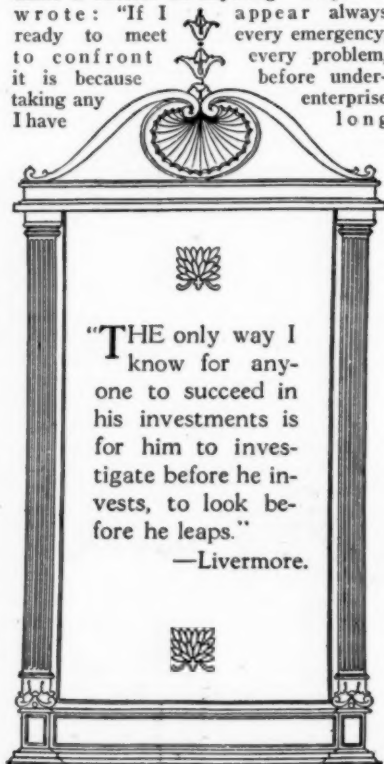 wrote: "If I appear always
ready to meet every emergency
to confront every problem,
it is because before under-
taking any enterprise
I have long
"THE only way I
know for any-
one to succeed in
his investments is
for him to inves-
tigate before he in-
vests, to look be-
fore he leaps."
—Livermore.